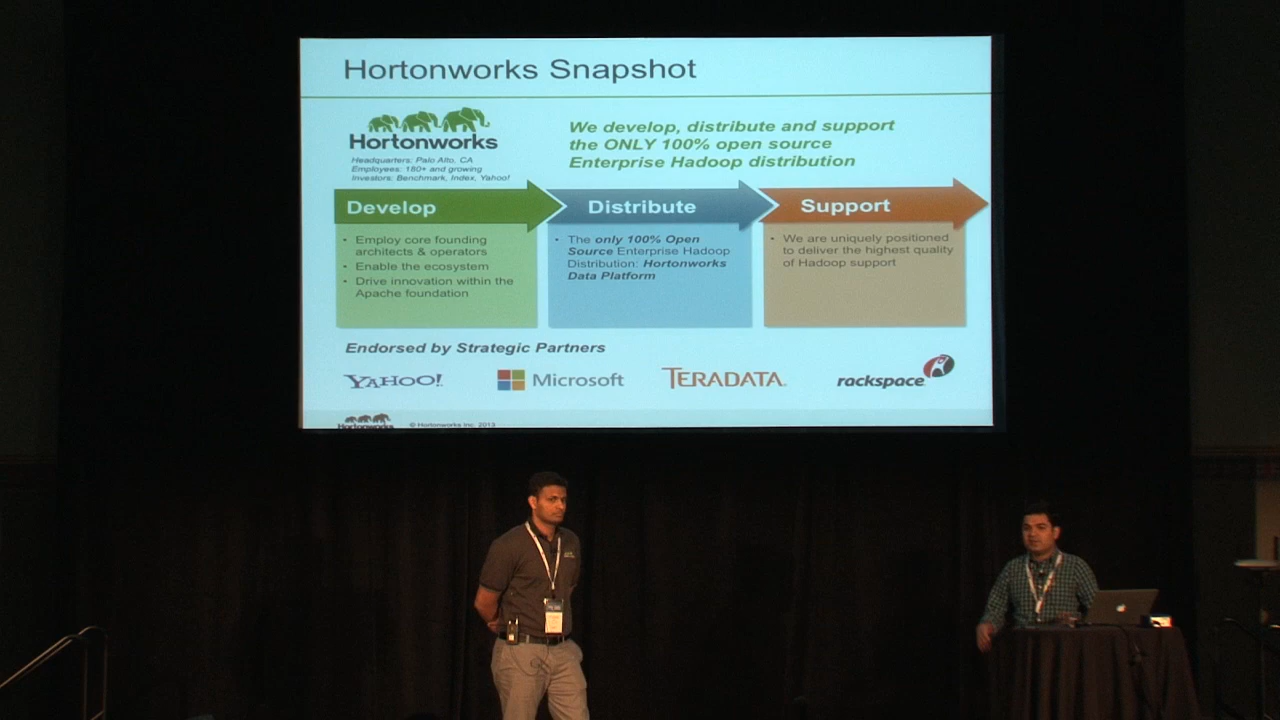 Hortonworks Snapshot
Hortonworks
Headquarters: Palo Alto, CA
Employees: 180+ and growing
Investors: Benchmark, Index, Yahoo!
We develop, distribute and support
the ONLY 100% open source
Enterprise Hadoop distribution
Develop
• Employ core founding
architects & operators
• Enable the ecosystem
• Drive innovation within the
Apache foundation
Distribute
• The only 100% Open
Source Enterprise Hadoop
Distribution: Hortonworks
Data Platform
Support
• We are uniquely positioned
to deliver the highest quality
of Hadoop support
Endorsed by Strategic Partners
YAHOO!
Microsoft
TERADATA.
rackspace
Hortonworks
© Hortonworks Inc. 2013